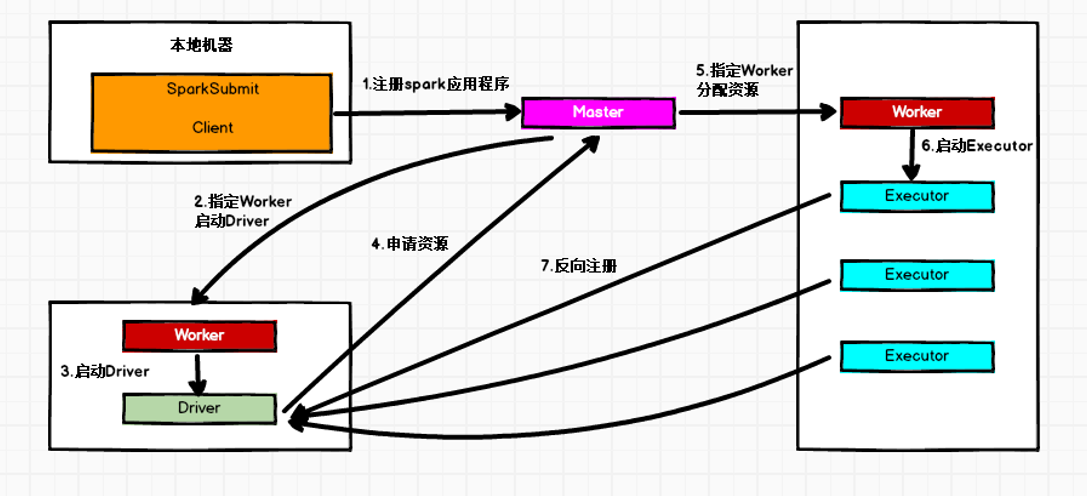 本地机器
SparkSubmit
Client
1.注册spark应用程序
Master
5.指定Worker
分配资源
Worker
6.启动Executor
Executor
2.指定Worker
启动Driver
4.申请资源
7.反向注册
Executor
Worker
3.启动Driver
Executor
Driver